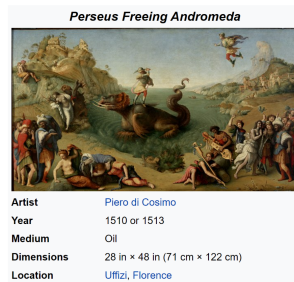 Perseus Freeing Andromeda
Artist Piero di Cosimo
Year 1510 or 1513
Medium Oil
Dimensions 28 in × 48 in (71 cm × 122 cm)
Location Uffizi, Florence